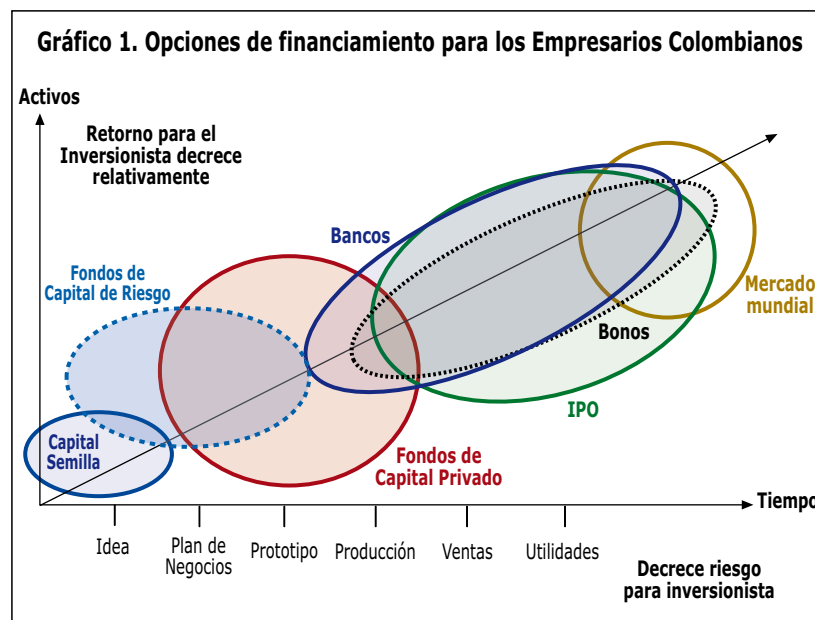 Gráfico 1. Opciones de financiamiento para los Empresarios Colombianos
Activos
Retorno para el
Inversionista decrece
relativamente
Bancos
Fondos de
Capital de Riesgo
Mercado
mundial
Bonos
IPO
Capital
Semilla
Fondos de
Capital Privado
Tiempo
Idea
Plan de
Negocios
Prototipo
Producción
Ventas
Utilidades
Decrece riesgo
para inversionista